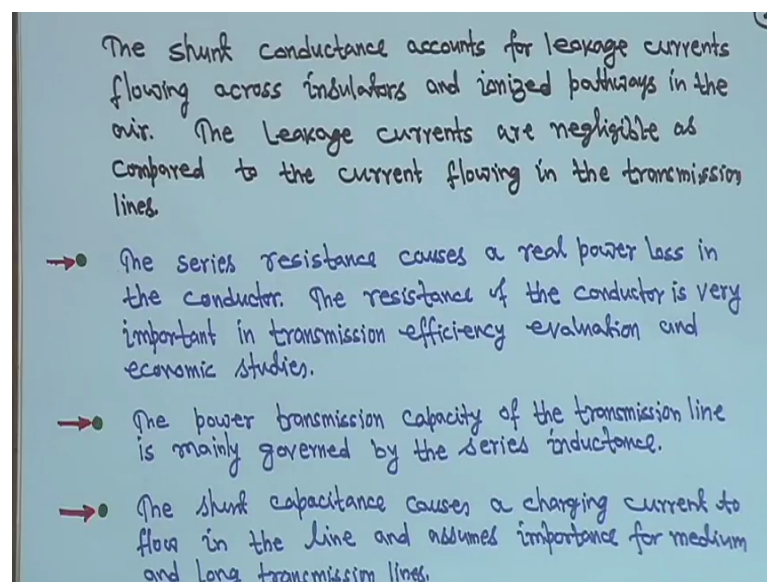 The shunt conductance accounts for leakage currents
flowing across insulators and ionized pathways in the
air. The Leakage currents are negligible as
compared to the current flowing in the transmission
lines.
The series resistance causes a real power loss in
the conductor. The resistance of the conductor is very
important in transmission efficiency evaluation and
economic studies.
The power transmission capacity of the transmission line
is mainly governed by the series inductance.
The shunt capacitance causes a charging current to
flow in the line and assumes importance for medium
and long transmission lines.